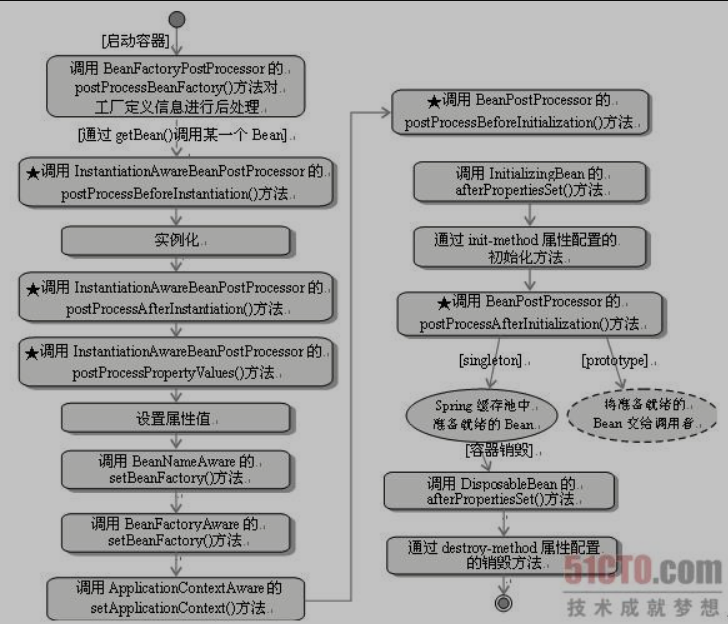 [启动容器]
调用 BeanFactoryPostProcessor 的
postProcessBeanFactory()方法对
工厂定义信息进行后处理
[通过 getBean()调用某一个 Bean]
★调用 InstantiationAwareBeanPostProcessor 的
postProcessBeforeInstantiation()方法
实例化
★调用 InstantiationAwareBeanPostProcessor 的
postProcessAfterInstantiation()方法
★调用 InstantiationAwareBeanPostProcessor 的
postProcessPropertyValues()方法
设置属性值
调用 BeanNameAware 的
setBeanFactory()方法
调用 BeanFactoryAware 的
setBeanFactory()方法
调用 ApplicationContextAware 的
setApplicationContext()方法
★调用 BeanPostProcessor 的
postProcessBeforeInitialization()方法
调用 InitializingBean 的
afterPropertiesSet()方法
通过 init-method 属性配置的
初始化方法
★调用 BeanPostProcessor 的
postProcessAfterInitialization()方法
[singleton]
[prototype]
Spring 缓存池中
准备就绪的 Bean
将准备就绪的
Bean 交给调用者
[容器销毁]
调用 DisposableBean 的
afterPropertiesSet()方法
通过 destroy-method 属性配置
的销毁方法
51CTO.com
技术成就梦想